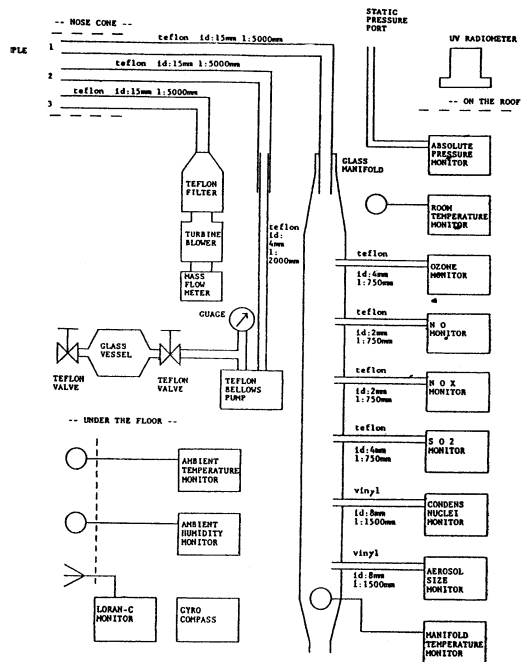 -- NOSE CONE --
STATIC
PRESSURE
PORT
UV RADIOMETER
teflon id:15mm l:5000mm
1
PLE
teflon id:15mm l:5000mm
2
teflon id:15mm l:5000mm
3
-- ON THE ROOF
ABSOLUTE
PRESSURE
MONITOR
GLASS
MANIFOLD
TEFLON
FILTER
ROOM
TEMPERATURE
MONITOR
TURBINE
BLOWER
teflon
id:
4mm
l:
2000mm
MASS
FLOW
METER
teflon
id:4mm
l:750mm
OZONE
MONITOR
GUAGE
teflon
id:2mm
l:750mm
N O
MONITOR
GLASS
VESSEL
TEFLON
VALVE
TEFLON
VALVE
TEFLON
BELLOWS
PUMP
teflon
id:2mm
l:750mm
N O X
MONITOR
-- UNDER THE FLOOR --
teflon
id:4mm
l:750mm
S O 2
MONITOR
AMBIENT
TEMPERATURE
MONITOR
vinyl
id:8mm
l:1500mm
CONDENS
NUCLEI
MONITOR
AMBIENT
HUMIDITY
MONITOR
vinyl
id:8mm
l:1500mm
AEROSOL
SIZE
MONITOR
LORAN-C
MONITOR
GYRO
COMPASS
MANIFOLD
TEMPERATURE
MONITOR